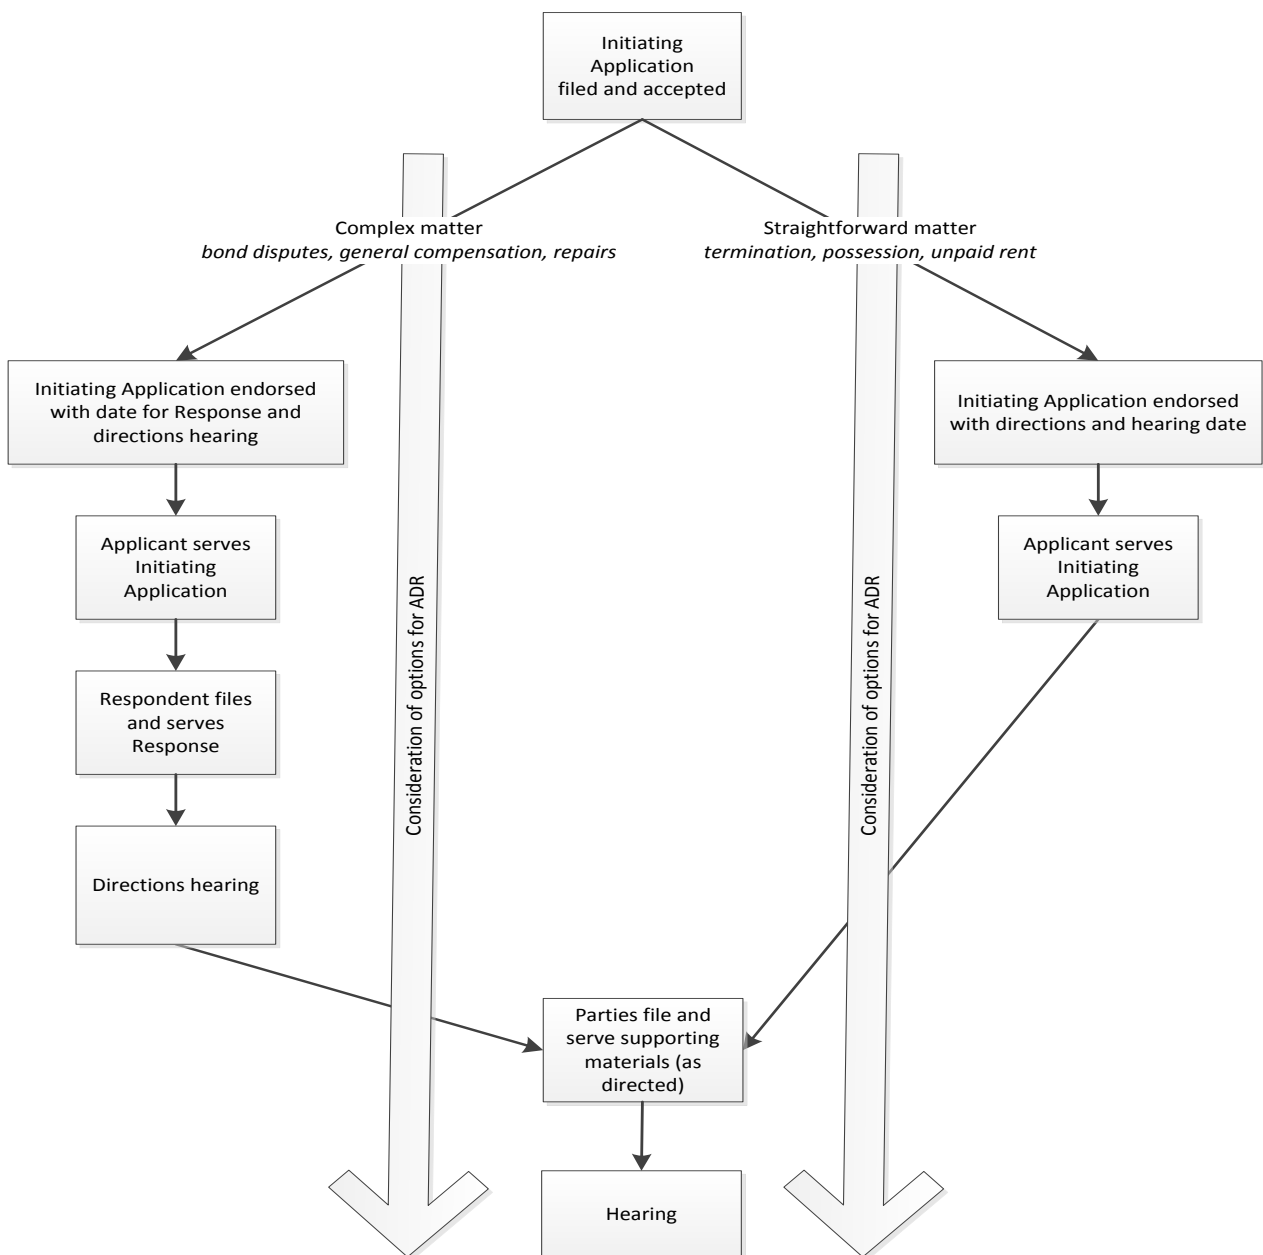 Initiating
Application
filed and accepted
Complex matter
bond disputes, general compensation, repairs
Straightforward matter
termination, possession, unpaid rent
Initiating Application endorsed
with date for Response and
directions hearing
Initiating Application endorsed
with directions and hearing date
Applicant serves
Initiating
Application
Applicant serves
Initiating
Application
Respondent files
and serves
Response
Directions hearing
Consideration of options for ADR
Consideration of options for ADR
Parties file and
serve supporting
materials (as
directed)
Hearing